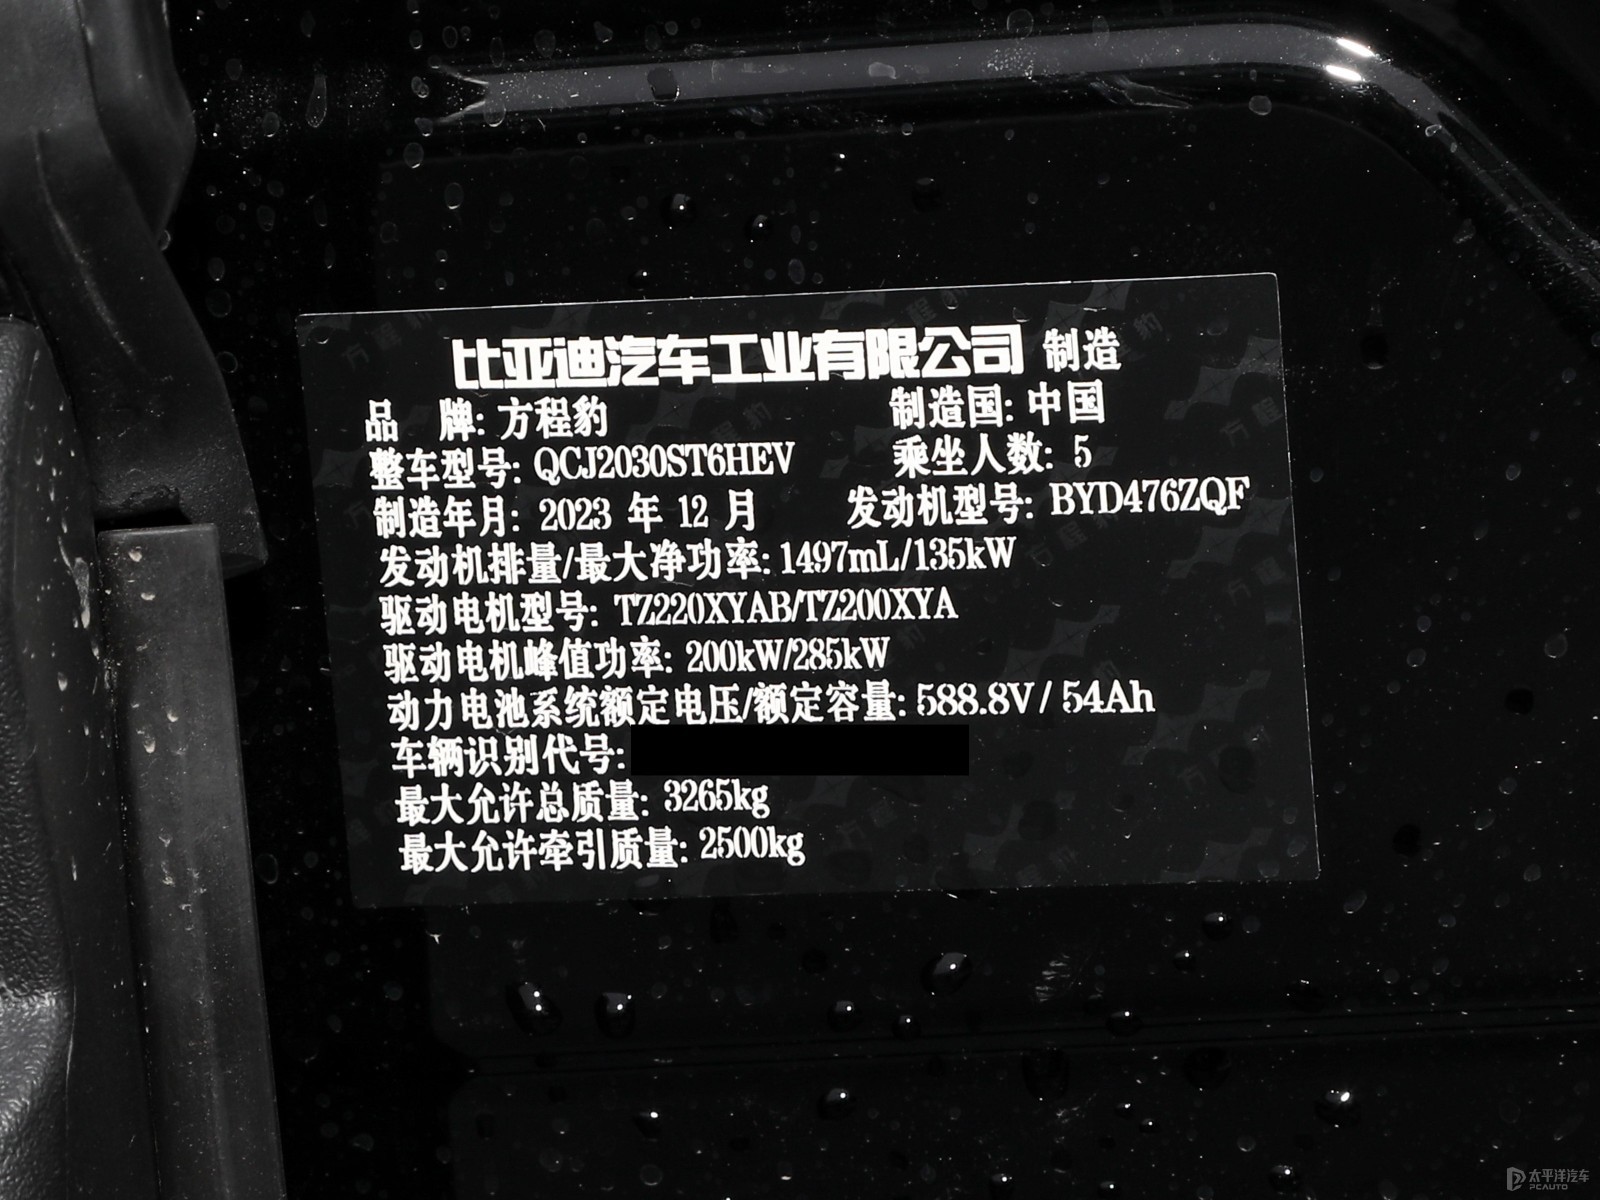 比亚迪汽车工业有限公司 制造
品 牌: 方程豹 制造国: 中国
整车型号: QCJ2030ST6HEV 乘坐人数: 5
制造年月: 2023 年 12 月 发动机型号: BYD476ZQF
发动机排量/最大净功率: 1497mL/135kW
驱动电机型号: TZ220XYAB/TZ200XYA
驱动电机峰值功率: 200kW/285kW
动力电池系统额定电压/额定容量: 588.8V / 54Ah
车辆识别代号:
最大允许总质量: 3265kg
最大允许牵引质量: 2500kg
太平洋汽车
PCAUTO